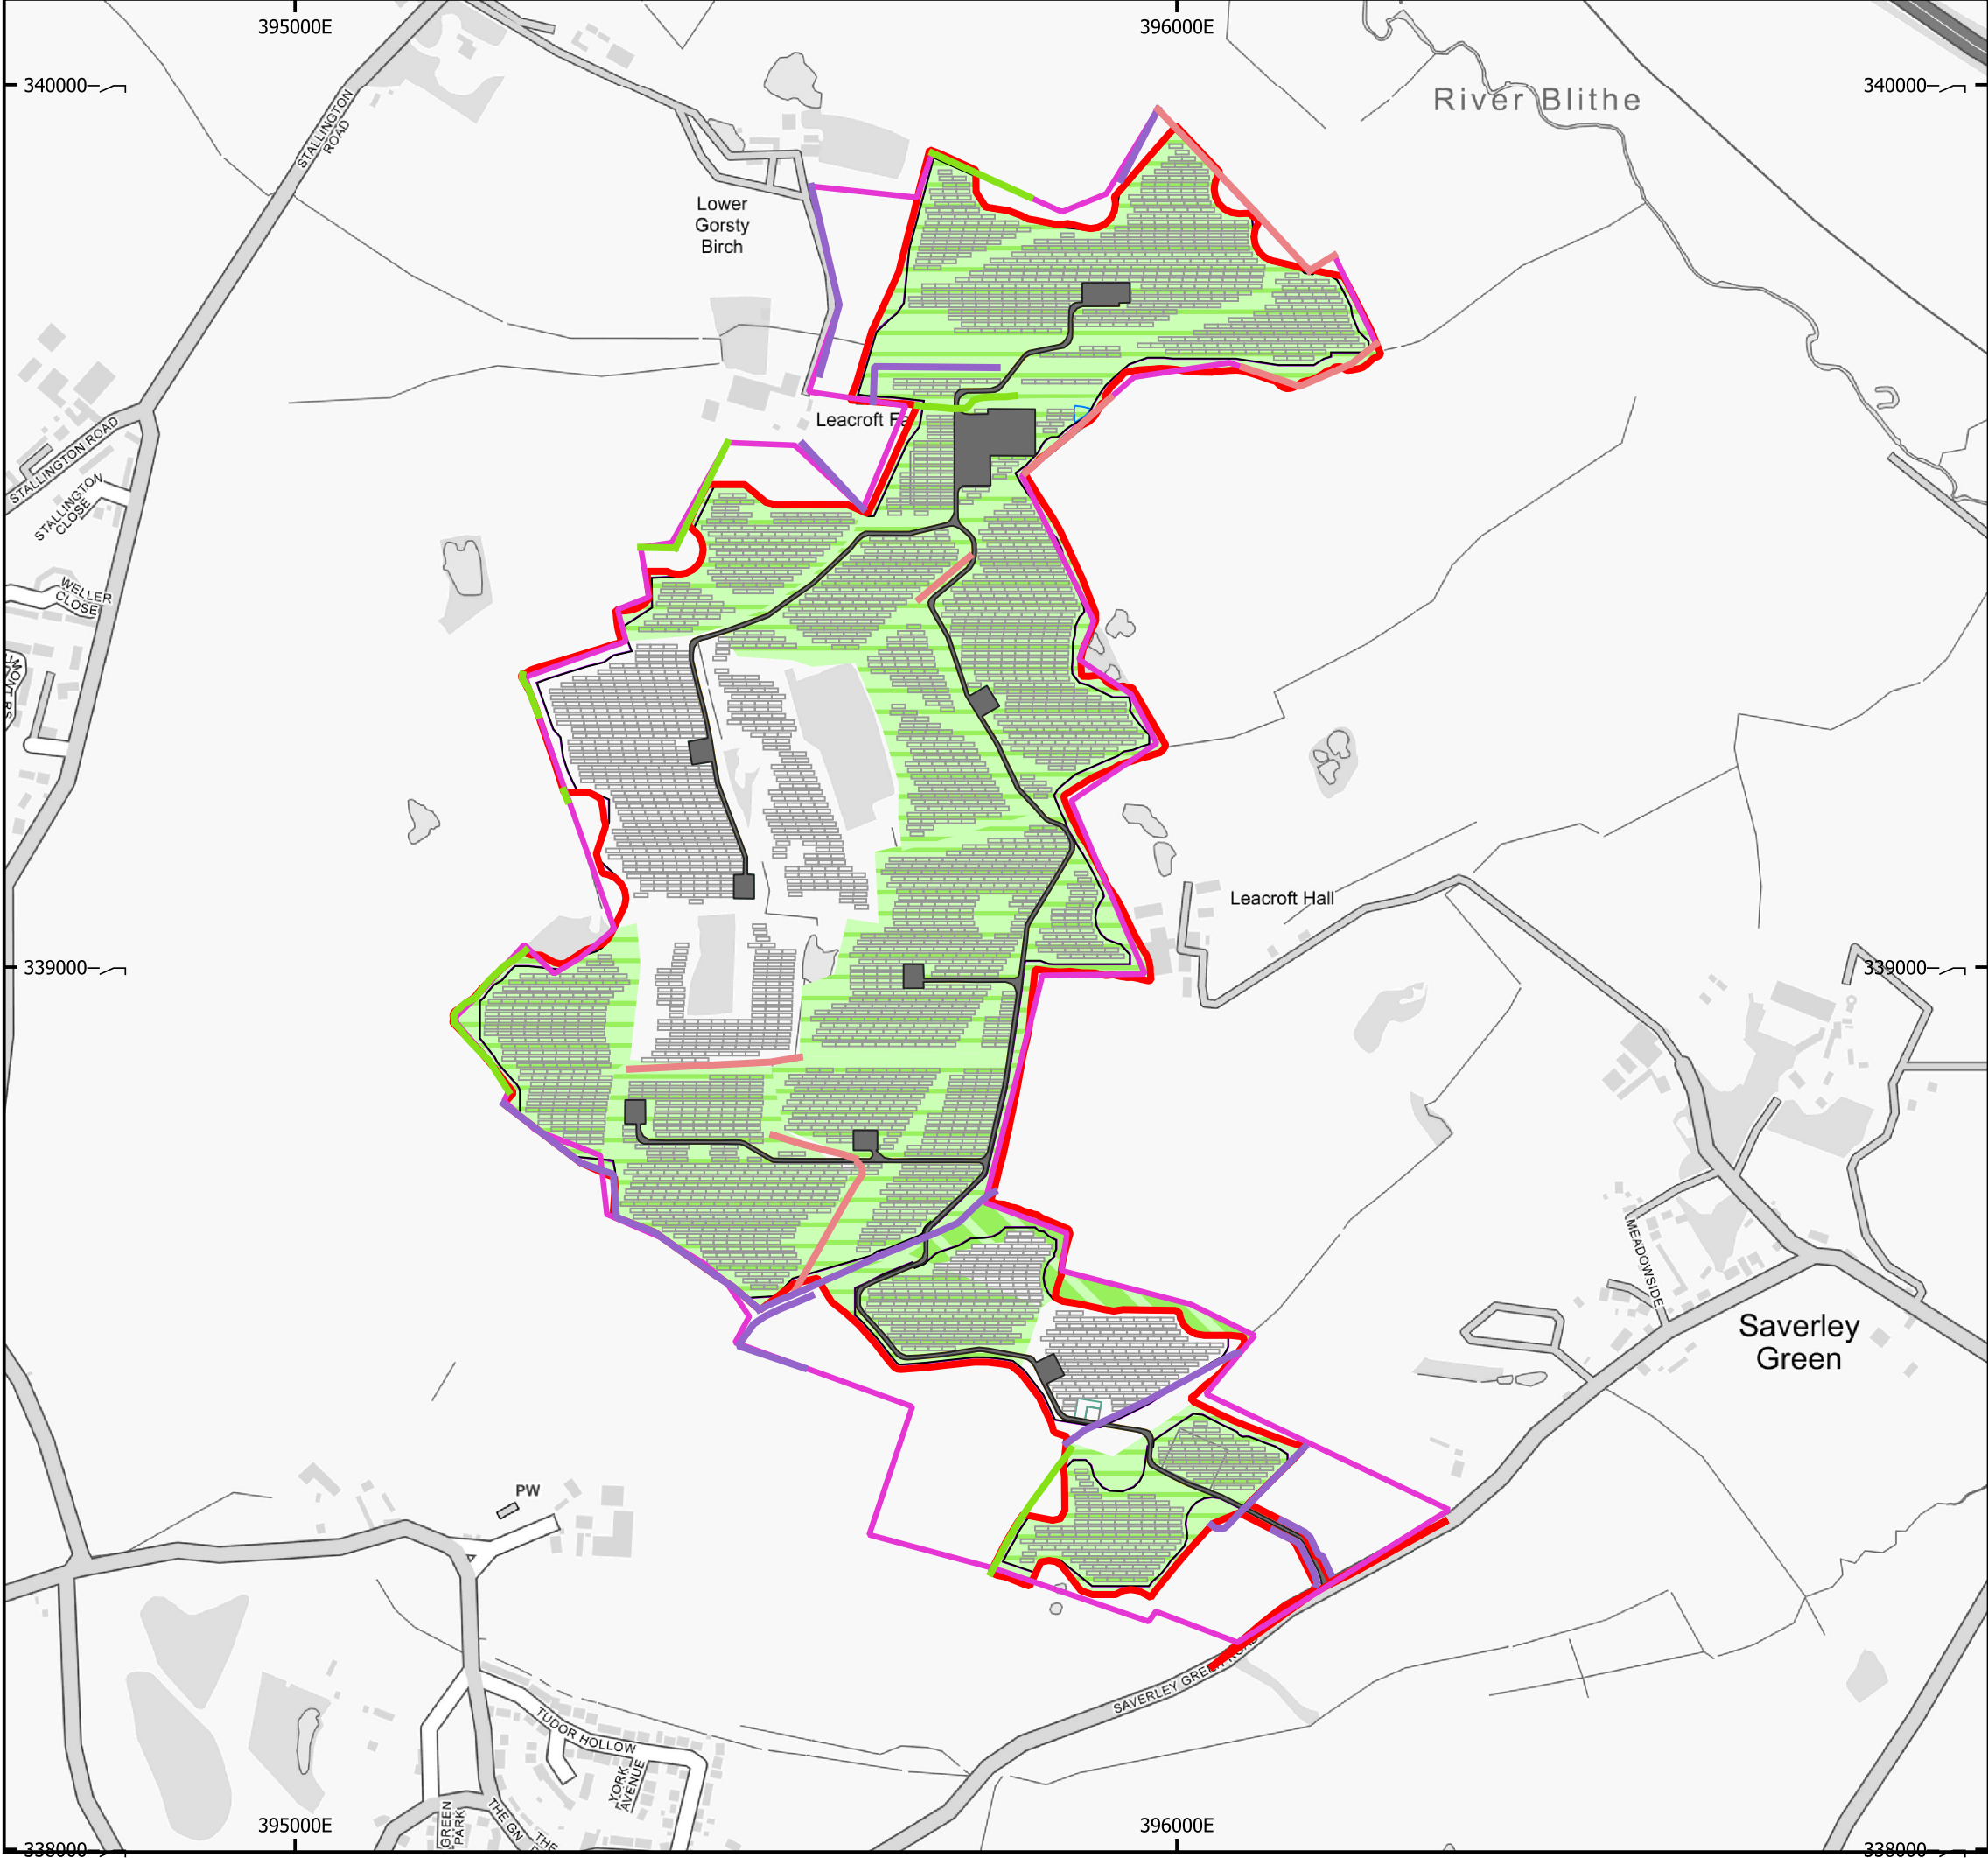 395000E
396000E
340000
340000
River Blithe
STALLINGTON
ROAD
Lower
Gorsty
Birch
Leacroft Fa
STALLINGTON ROAD
STALLINGTON
CLOSE
WELLER
CLOSE
Leacroft Hall
339000
339000
MEADOWSIDE
Saverley
Green
PW
SAVERLEY GREEN ROAD
TUDOR HOLLOW
YORK
AVENUE
GREEN
PARK
THE GN
THE
395000E
396000E
338000
338000